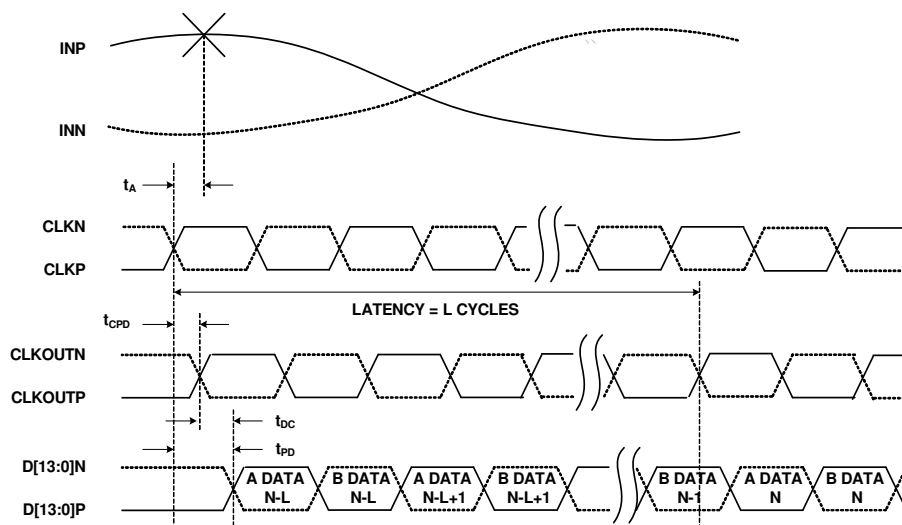 INP
INN
tA
CLKN
CLKP
LATENCY = L CYCLES
tCPD
CLKOUTN
CLKOUTP
tDC
tPD
D[13:0]N
D[13:0]P
A DATA
N-L
B DATA
N-L
A DATA
N-L+1
B DATA
N-L+1
B DATA
N-1
A DATA
N
B DATA
N